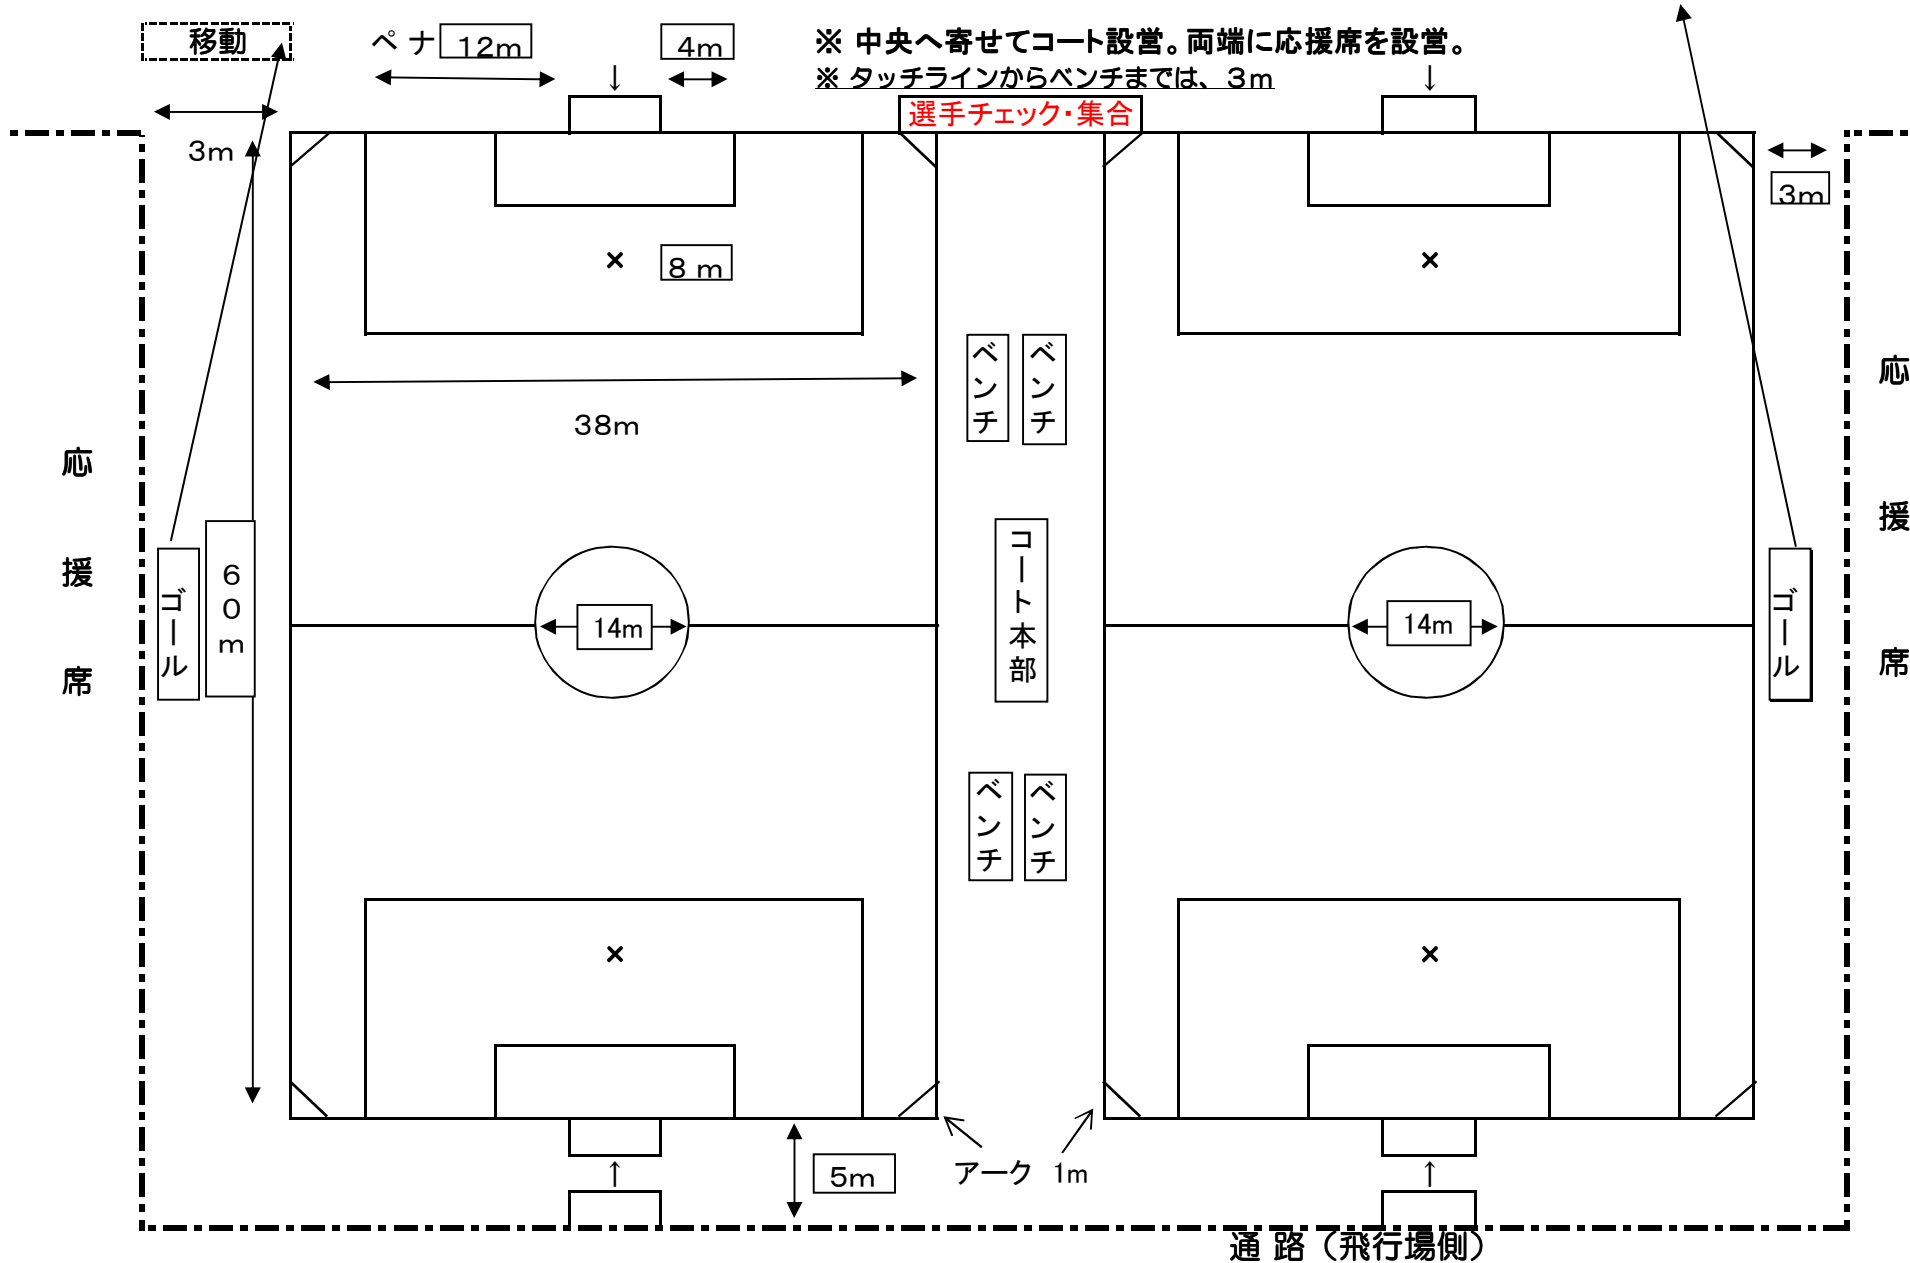 移動
ペ ナ 12m
4m
※ 中央へ寄せてコート設営。両端に応援席を設営。
※ タッチラインからベンチまでは、3m
選手チェック・集合
3m
3m
8 m
ベンチ
ベンチ
38m
応援席
ゴール
60m
14m
コート本部
14m
ゴール
応援席
ベンチ
ベンチ
5m
アーク 1m
通 路 (飛行場側)